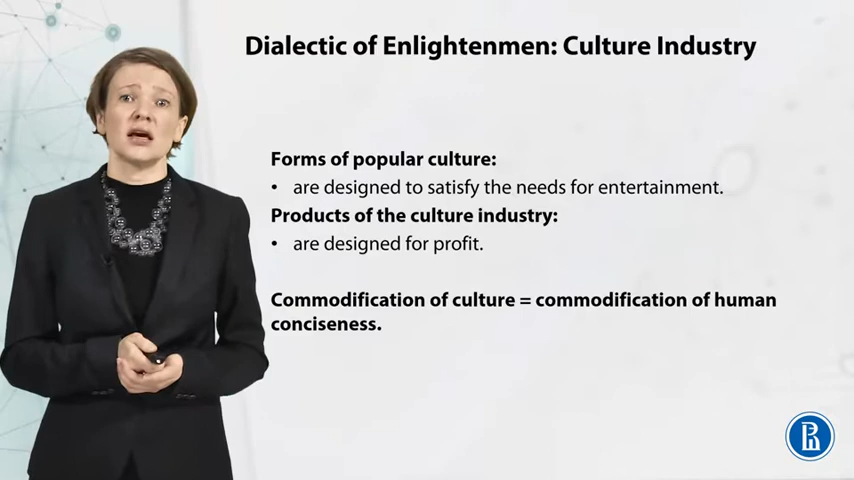 Dialectic of Enlightenmen: Culture Industry
Forms of popular culture:
• are designed to satisfy the needs for entertainment.
Products of the culture industry:
• are designed for profit.
Commodification of culture = commodification of human
conciseness.